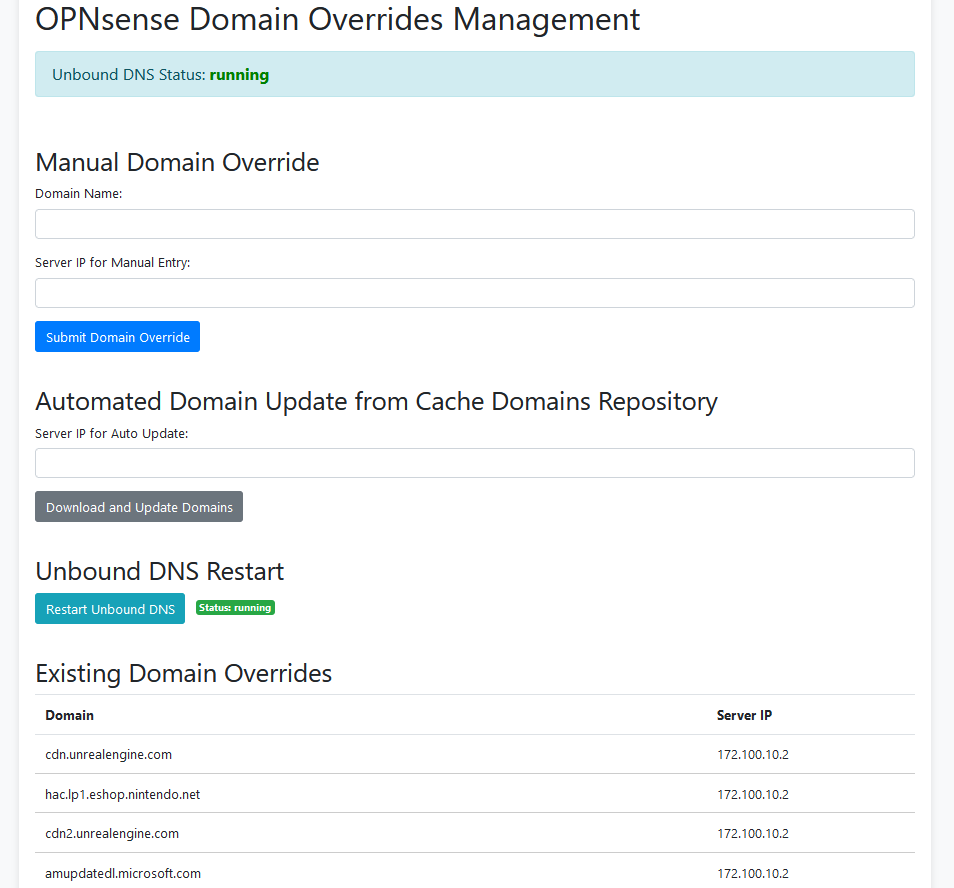 OPNsense Domain Overrides Management
Unbound DNS Status: running
Manual Domain Override
Domain Name:
Server IP for Manual Entry:
Submit Domain Override
Automated Domain Update from Cache Domains Repository
Server IP for Auto Update:
Download and Update Domains
Unbound DNS Restart
Restart Unbound DNS Status: running
Existing Domain Overrides
Domain Server IP
cdn.unrealengine.com 172.100.10.2
hac.lp1.eshop.nintendo.net 172.100.10.2
cdn2.unrealengine.com 172.100.10.2
amupdatedl.microsoft.com 172.100.10.2